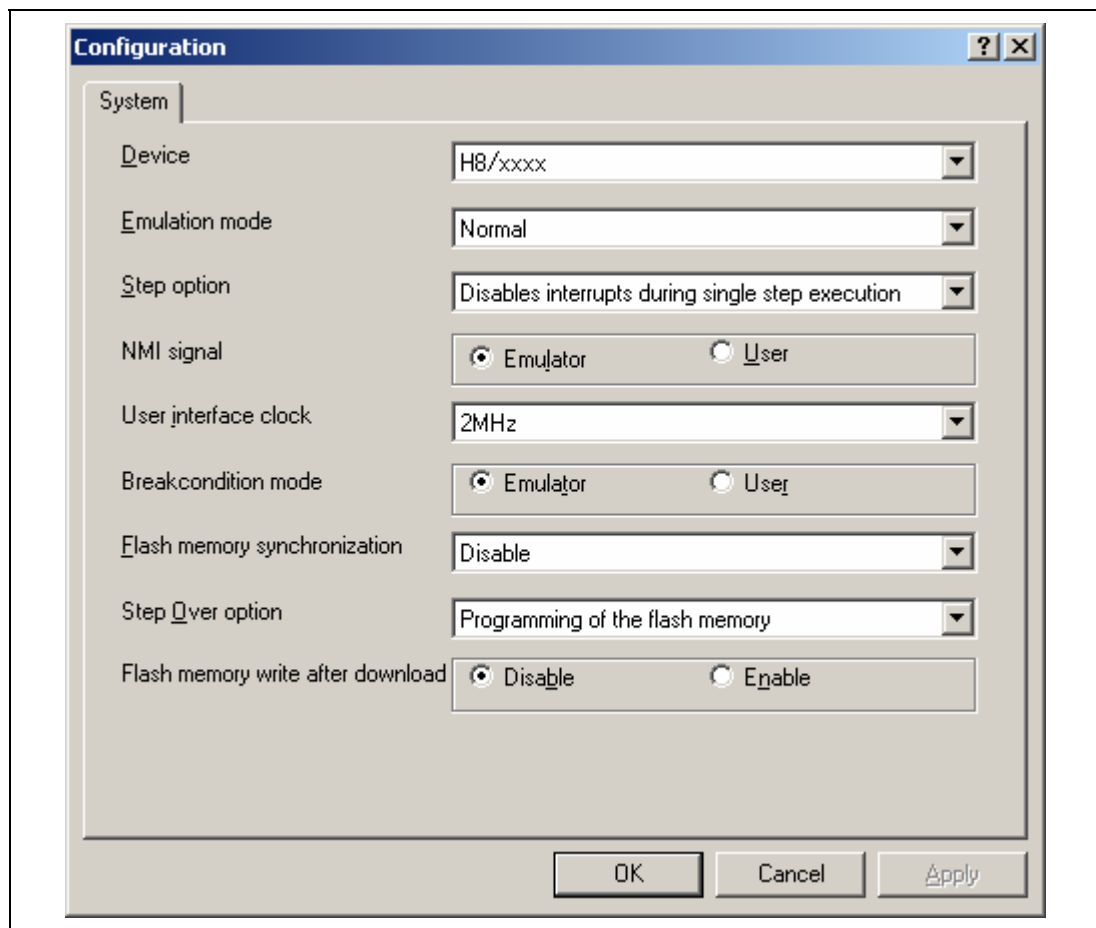 Configuration
System
Device
H8/xxxx
Emulation mode
Normal
Step option
Disables interrupts during single step execution
NMI signal
Emulator
User
User interface clock
2MHz
Breakcondition mode
Emulator
User
Flash memory synchronization
Disable
Step Over option
Programming of the flash memory
Flash memory write after download
Disable
Enable
OK
Cancel
Apply